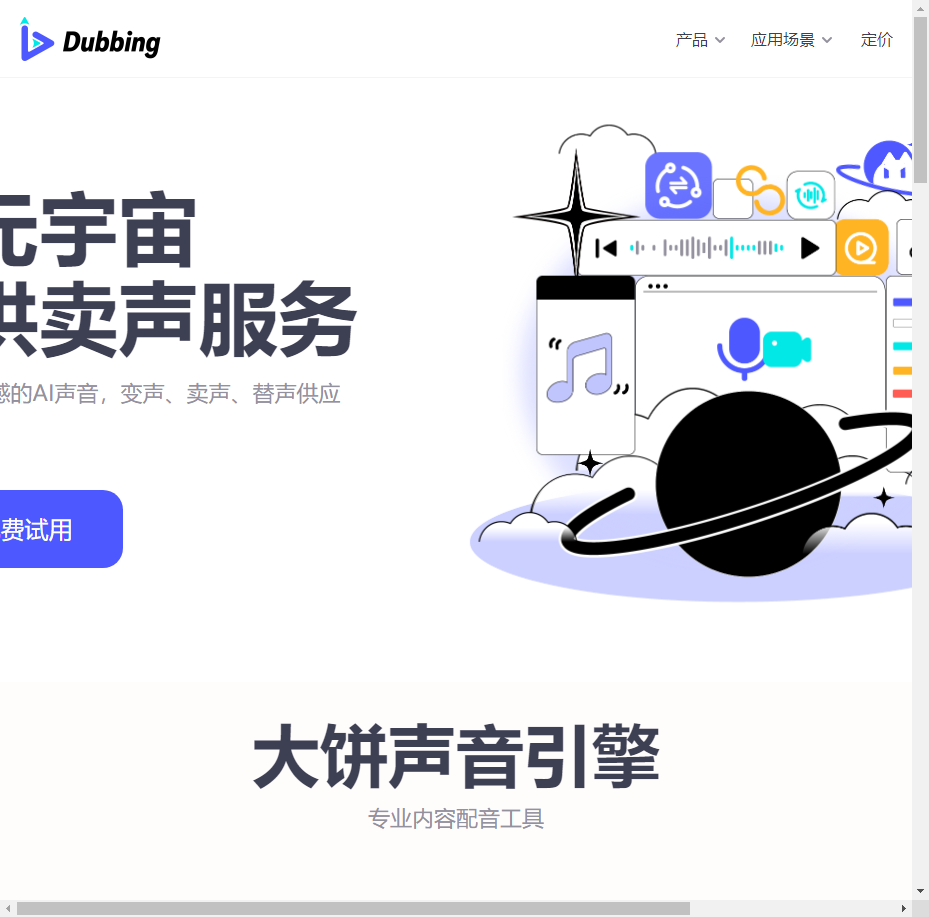 Dubbing
产品
应用场景
定价
元宇宙
供卖声服务
感的AI声音，变声、卖声、替声供应
费试用
大饼声音引擎
专业内容配音工具